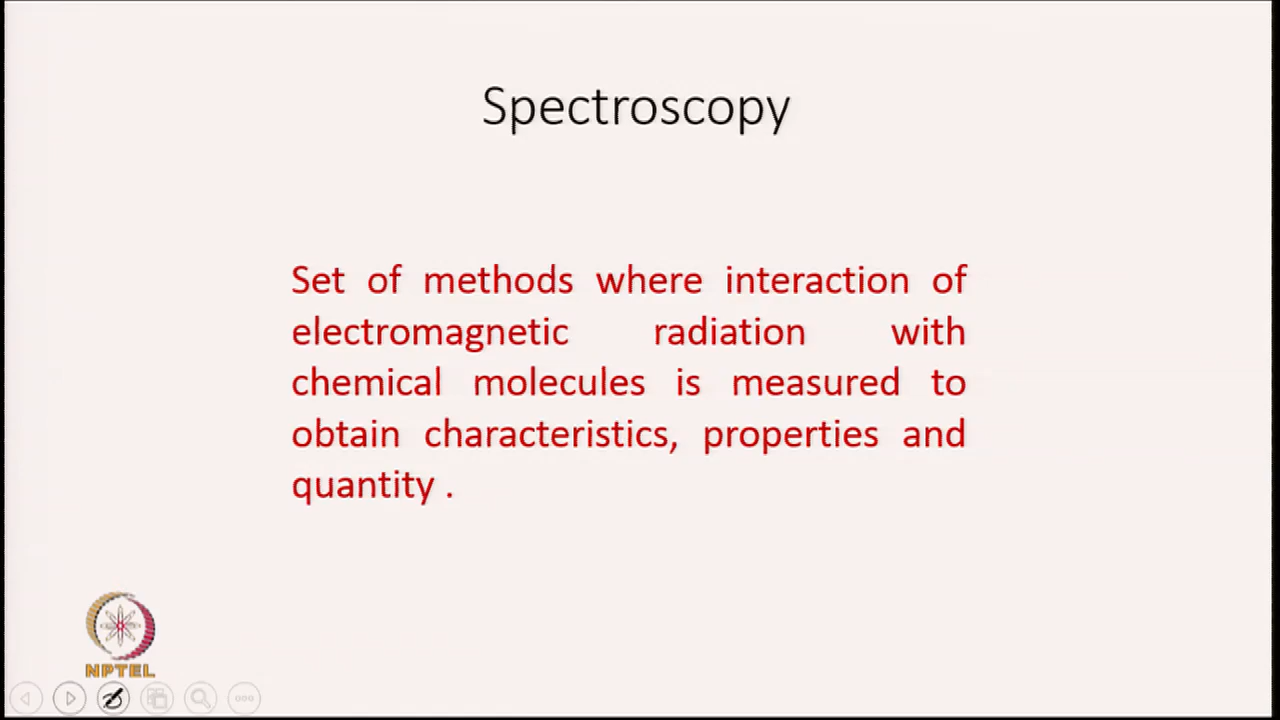 Spectroscopy
Set of methods where interaction of
electromagnetic radiation with
chemical molecules is measured to
obtain characteristics, properties and
quantity .
NPTEL